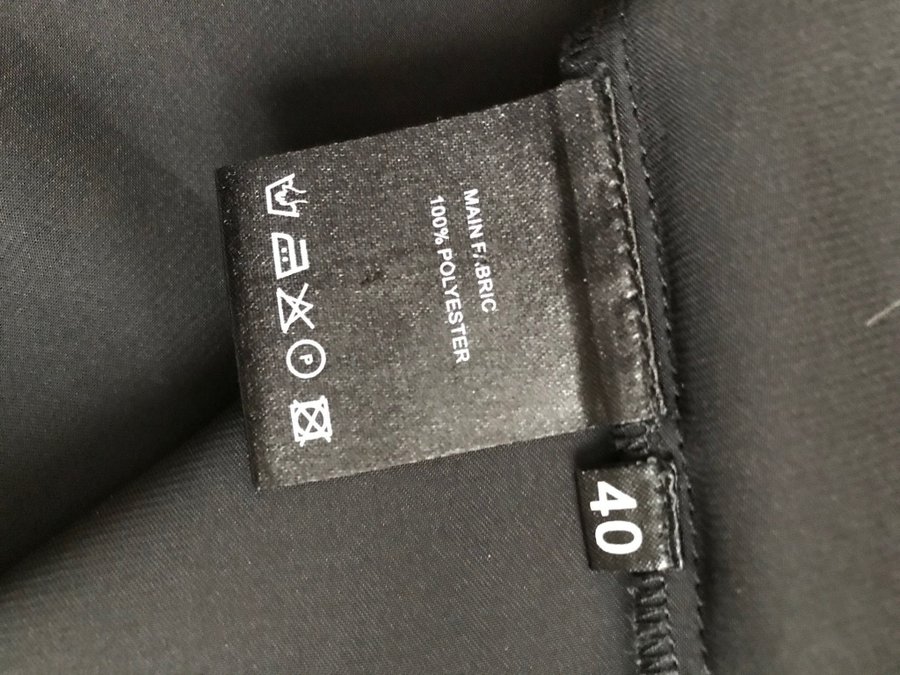 MAIN FABRIC
100% POLYESTER
P
40